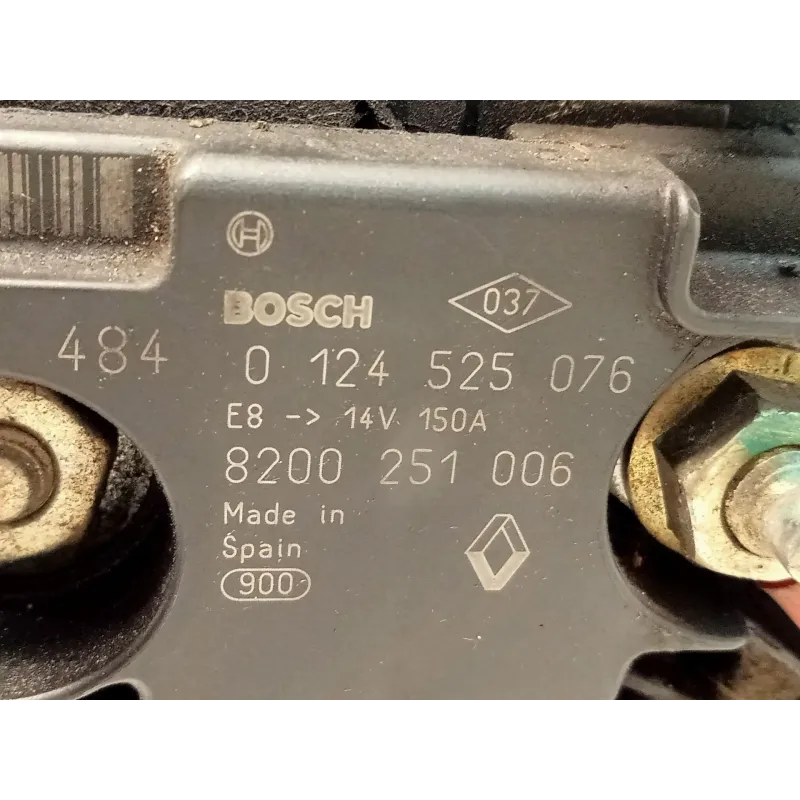 BOSCH
037
484 0 124 525 076
E8 -> 14V 150A
8200 251 006
Made in
Spain
900